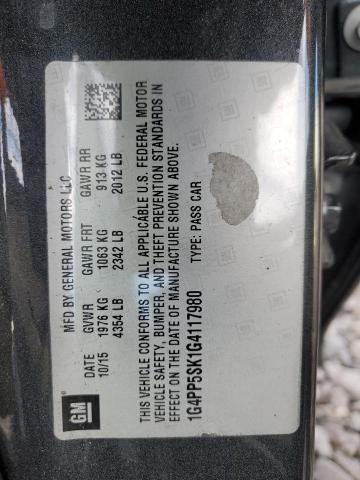 MFD BY GENERAL MOTORS LLC
DATE GVWR GAWR FRT GAWR RR
10/15 1976 KG 1063 KG 913 KG
4354 LB 2342 LB 2012 LB
THIS VEHICLE CONFORMS TO ALL APPLICABLE U.S. FEDERAL MOTOR
VEHICLE SAFETY, BUMPER, AND THEFT PREVENTION STANDARDS IN
EFFECT ON THE DATE OF MANUFACTURE SHOWN ABOVE.
1G4PP5SK1G4117980 TYPE: PASS CAR
GM